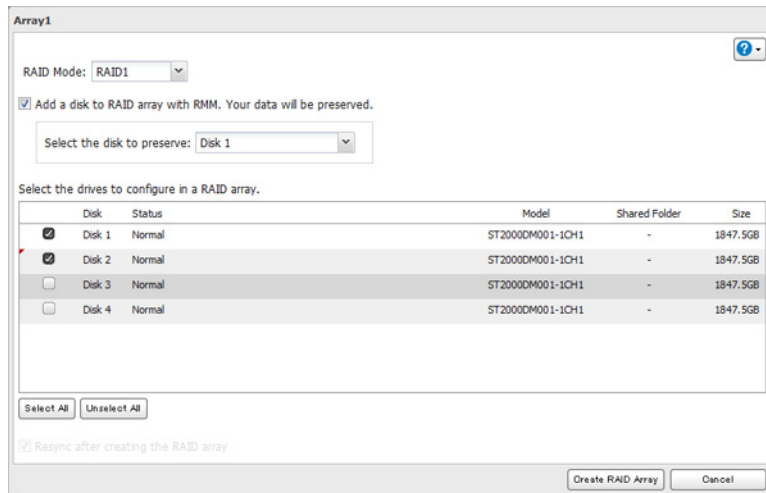 Array1
RAID Mode: RAID1
Add a disk to RAID array with RMM. Your data will be preserved.
Select the disk to preserve: Disk 1
Select the drives to configure in a RAID array.
Disk Status Model Shared Folder Size
Disk 1 Normal ST2000DM001-1CH1 - 1847.5GB
Disk 2 Normal ST2000DM001-1CH1 - 1847.5GB
Disk 3 Normal ST2000DM001-1CH1 - 1847.5GB
Disk 4 Normal ST2000DM001-1CH1 - 1847.5GB
Select All Unselect All
Resync after creating the RAID array
Create RAID Array Cancel